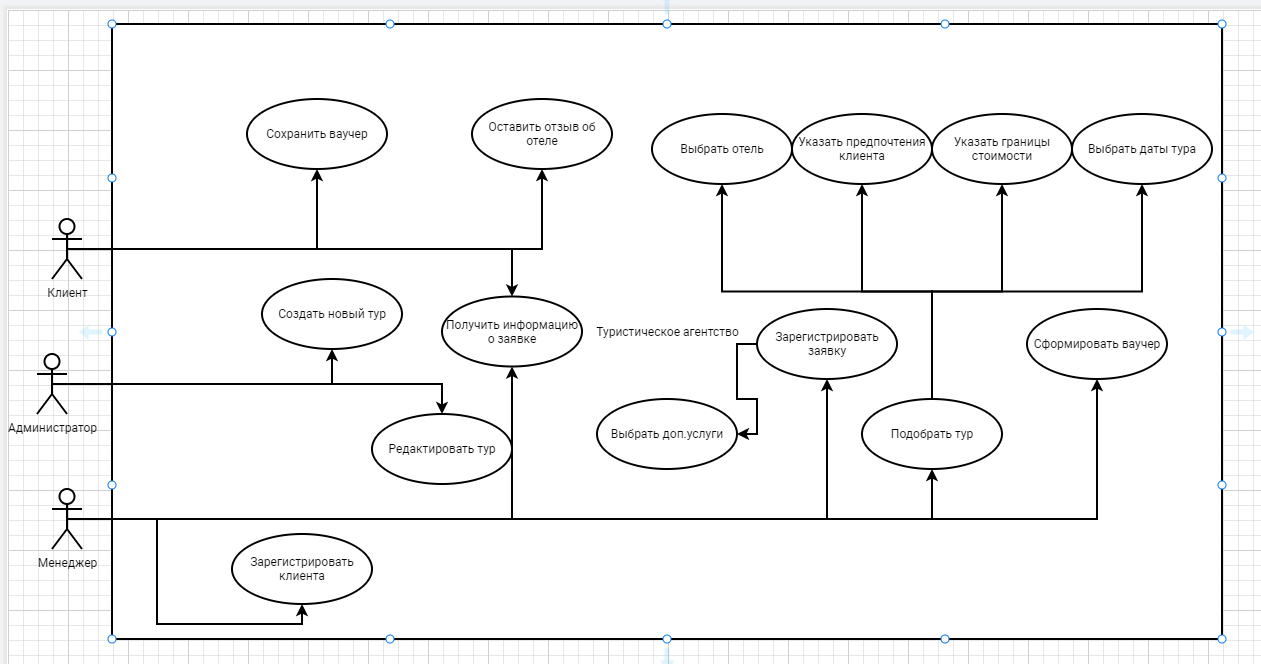 Сохранить ваучер
Оставить отзыв об
отеле
Выбрать отель
Указать предпочтения
клиента
Указать границы
стоимости
Выбрать даты тура
Клиент
Создать новый тур
Получить информацию
о заявке
Туристическое агентство
Зарегистрировать
заявку
Сформировать ваучер
Администратор
Редактировать тур
Выбрать доп.услуги
Подобрать тур
Менеджер
Зарегистрировать
клиента